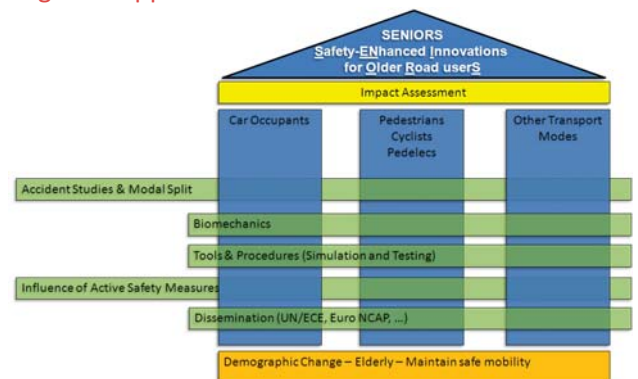 SENIORS
Safety-ENhanced Innovations
for Older Road userS
Impact Assessment
Car Occupants
Pedestrians
Cyclists
Pedelecs
Other Transport
Modes
Accident Studies & Modal Split
Biomechanics
Tools & Procedures (Simulation and Testing)
Influence of Active Safety Measures
Dissemination (UN/ECE, Euro NCAP, ...)
Demographic Change – Elderly – Maintain safe mobility